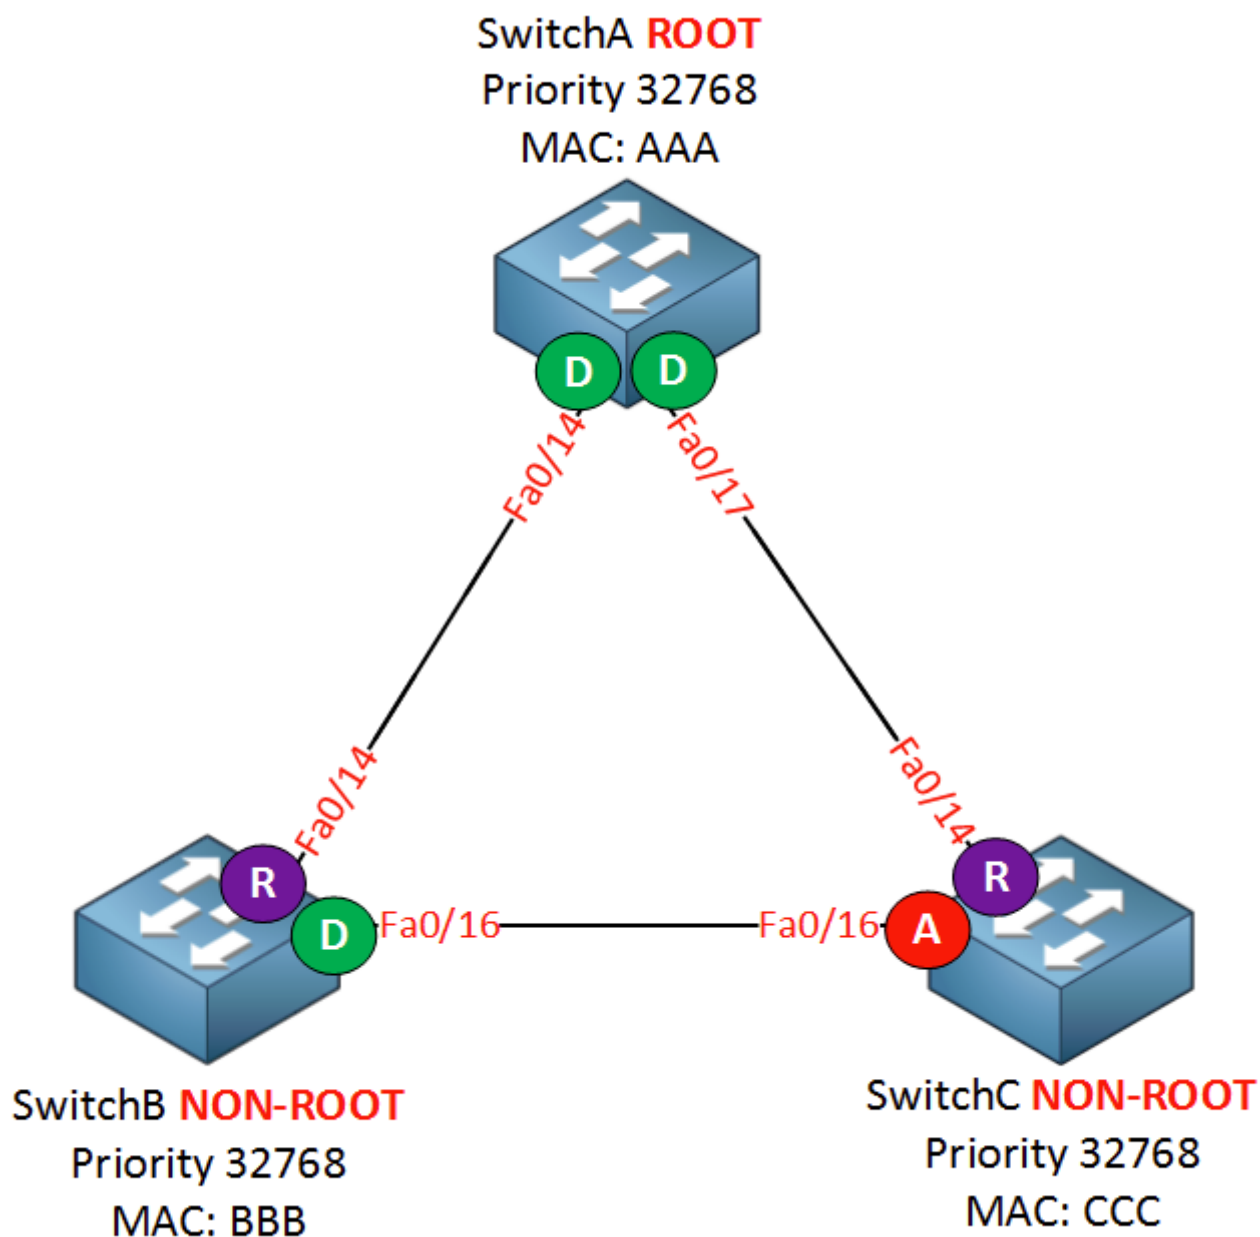 SwitchA ROOT
Priority 32768
MAC: AAA
D
D
Fa0/14
Fa0/17
Fa0/14
Fa0/14
R
R
D
Fa0/16
Fa0/16
A
SwitchB NON-ROOT
Priority 32768
MAC: BBB
SwitchC NON-ROOT
Priority 32768
MAC: CCC